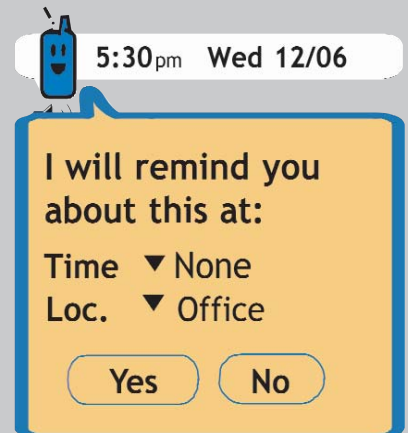 5:30pm Wed 12/06
I will remind you
about this at:
Time ▼ None
Loc. ▼ Office
Yes No